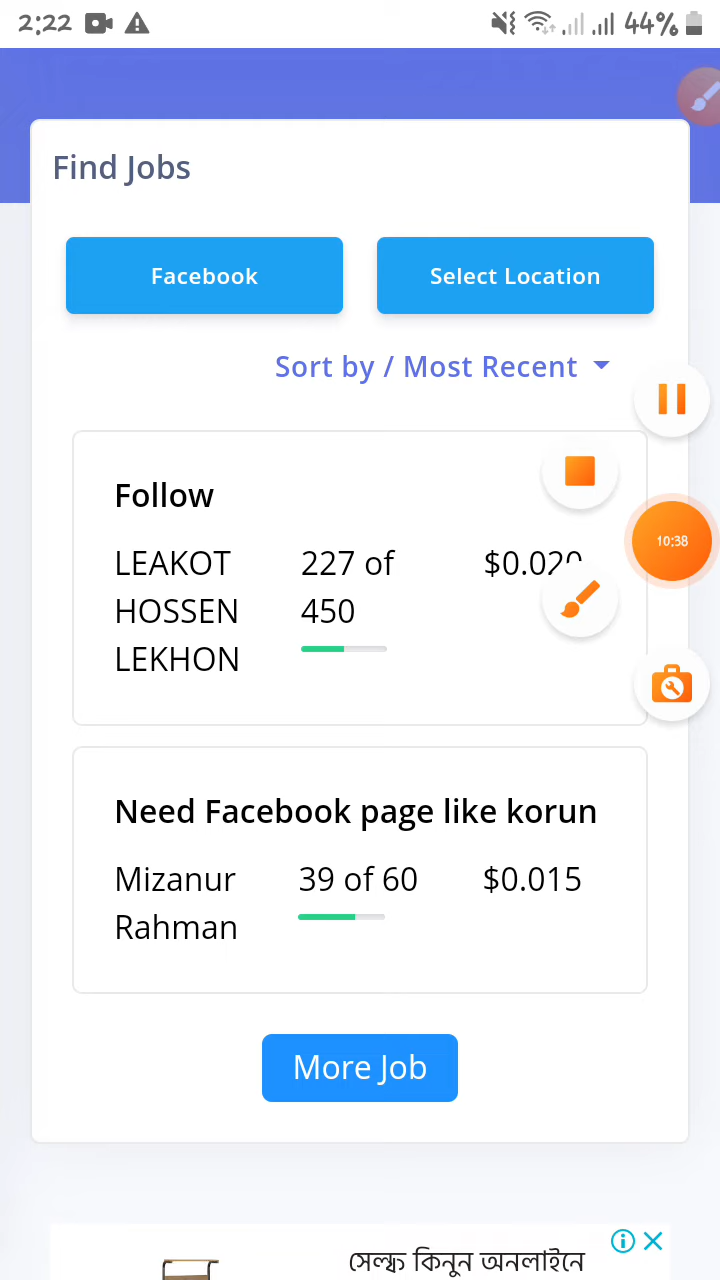 2:22 44%
Find Jobs
Facebook Select Location
Sort by / Most Recent
Follow
LEAKOT 227 of
HOSSEN 450
LEKHON
10:38
Need Facebook page like korun
Mizanur 39 of 60 $0.015
Rahman
More Job
সেল্ফ কিনুন অনলাইনে